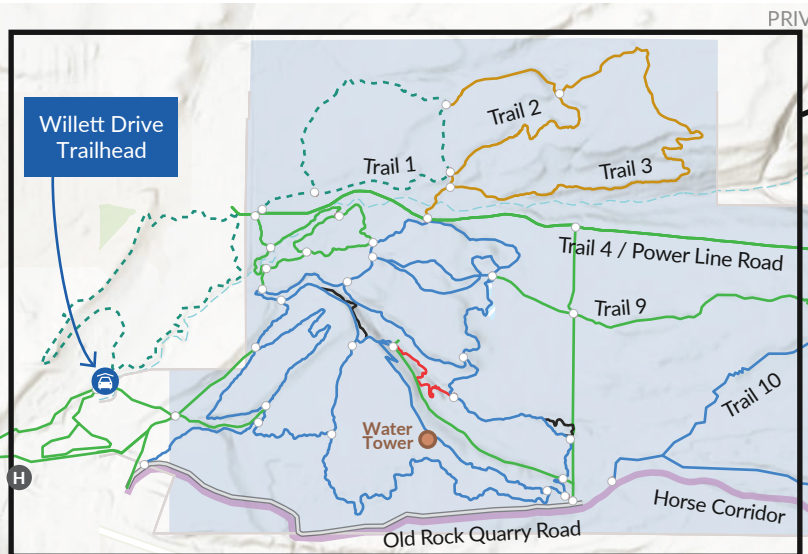 PRIV
Willett Drive
Trailhead
Trail 2
Trail 1
Trail 3
Trail 4 / Power Line Road
Trail 9
Trail 10
Water
Tower
H
Horse Corridor
Old Rock Quarry Road